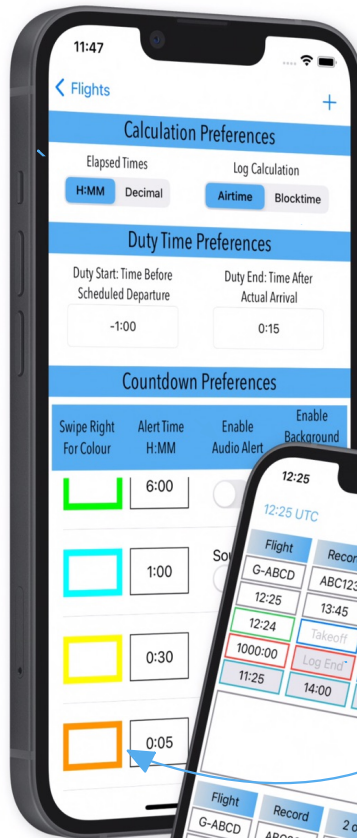 11:47
Flights
+
Calculation Preferences
Elapsed Times Log Calculation
H:MM Decimal Airtime Blocktime
Duty Time Preferences
Duty Start: Time Before Duty End: Time After
Scheduled Departure Actual Arrival
-1:00 0:15
Countdown Preferences
Swipe Right Alert Time Enable Enable
For Colour H:MM Audio Alert Background
6:00
1:00
0:30
0:05
12:25
12:25 UTC
Flight Recor
G-ABCD ABC123
12:25 13:45
12:24 Takeoff
1000:00 Log End
11:25 14:00
Flight Record 2 o
G-ABCD